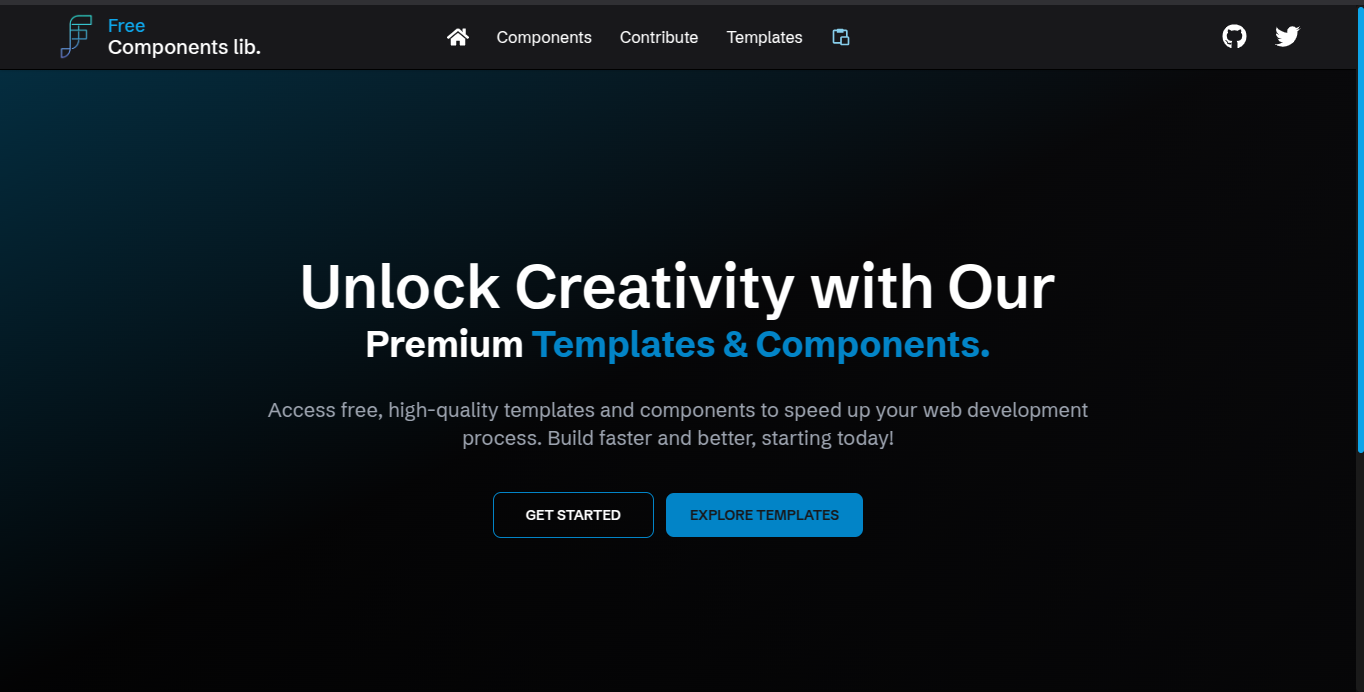 Free
Components lib.
Components Contribute Templates
Unlock Creativity with Our
Premium Templates & Components.
Access free, high-quality templates and components to speed up your web development
process. Build faster and better, starting today!
GET STARTED EXPLORE TEMPLATES